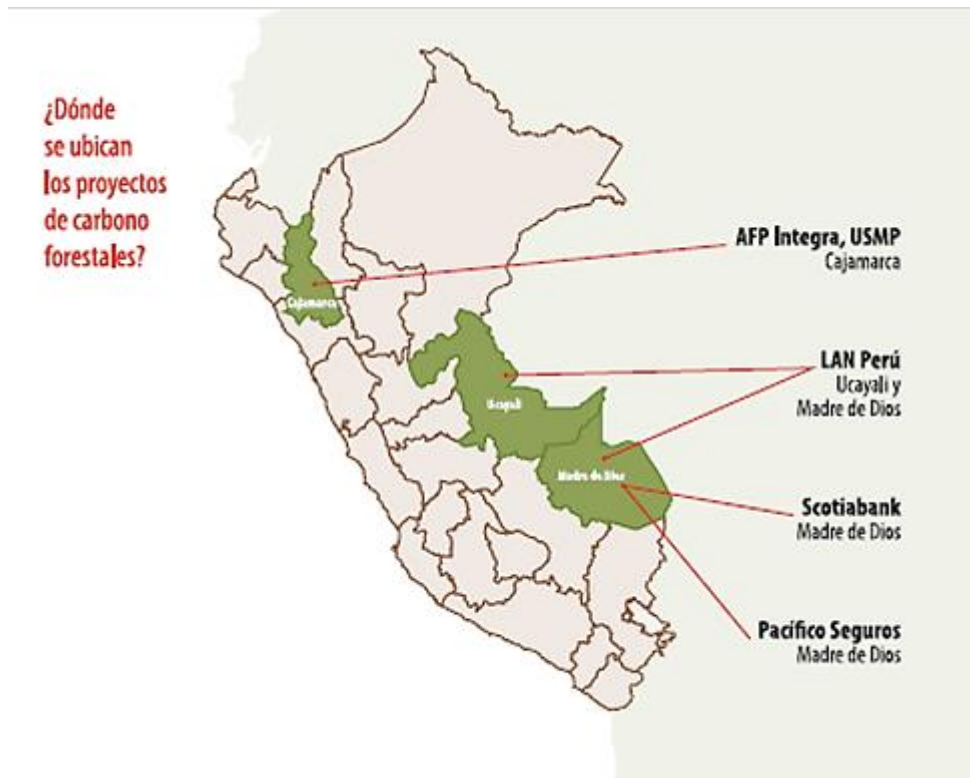 ¿Dónde
se ubican
los proyectos
de carbono
forestales?
AFP Integra, USMP
Cajamarca
Cajamarca
LAN Perú
Ucayali y
Madre de Dios
Ucayali
Madre de Dios
Scotiabank
Madre de Dios
Pacífico Seguros
Madre de Dios